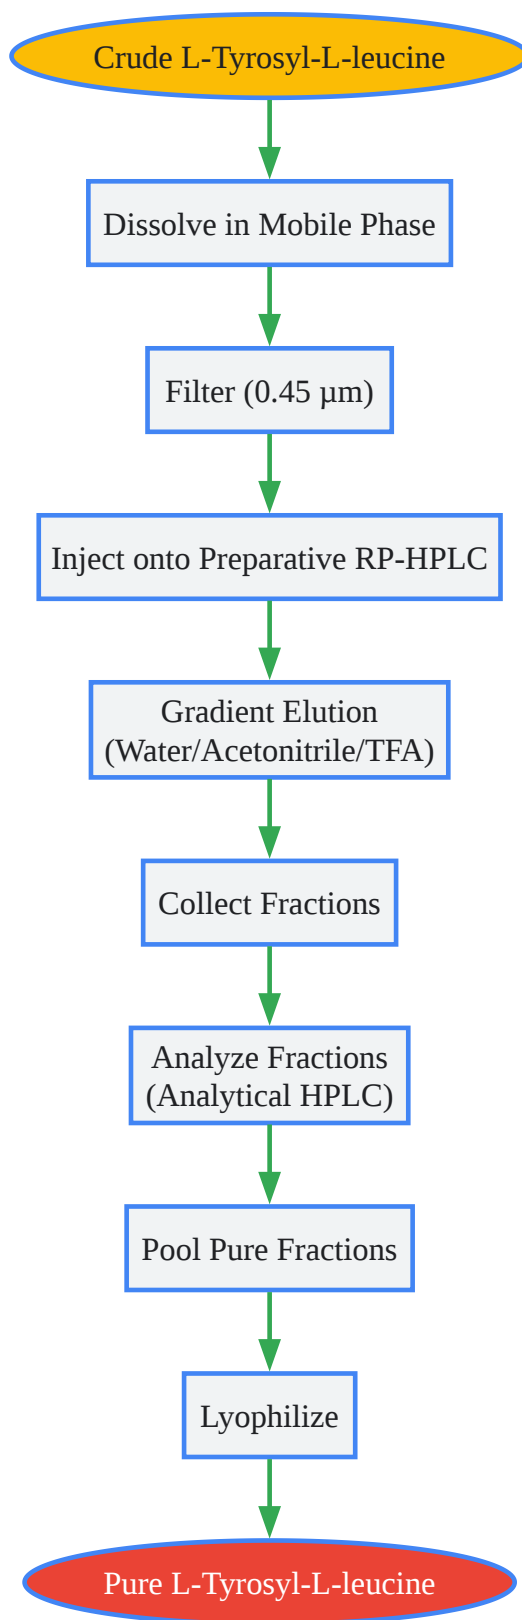 Crude L-Tyrosyl-L-leucine
Dissolve in Mobile Phase
Filter (0.45 µm)
Inject onto Preparative RP-HPLC
Gradient Elution
(Water/Acetonitrile/TFA)
Collect Fractions
Analyze Fractions
(Analytical HPLC)
Pool Pure Fractions
Lyophilize
Pure L-Tyrosyl-L-leucine